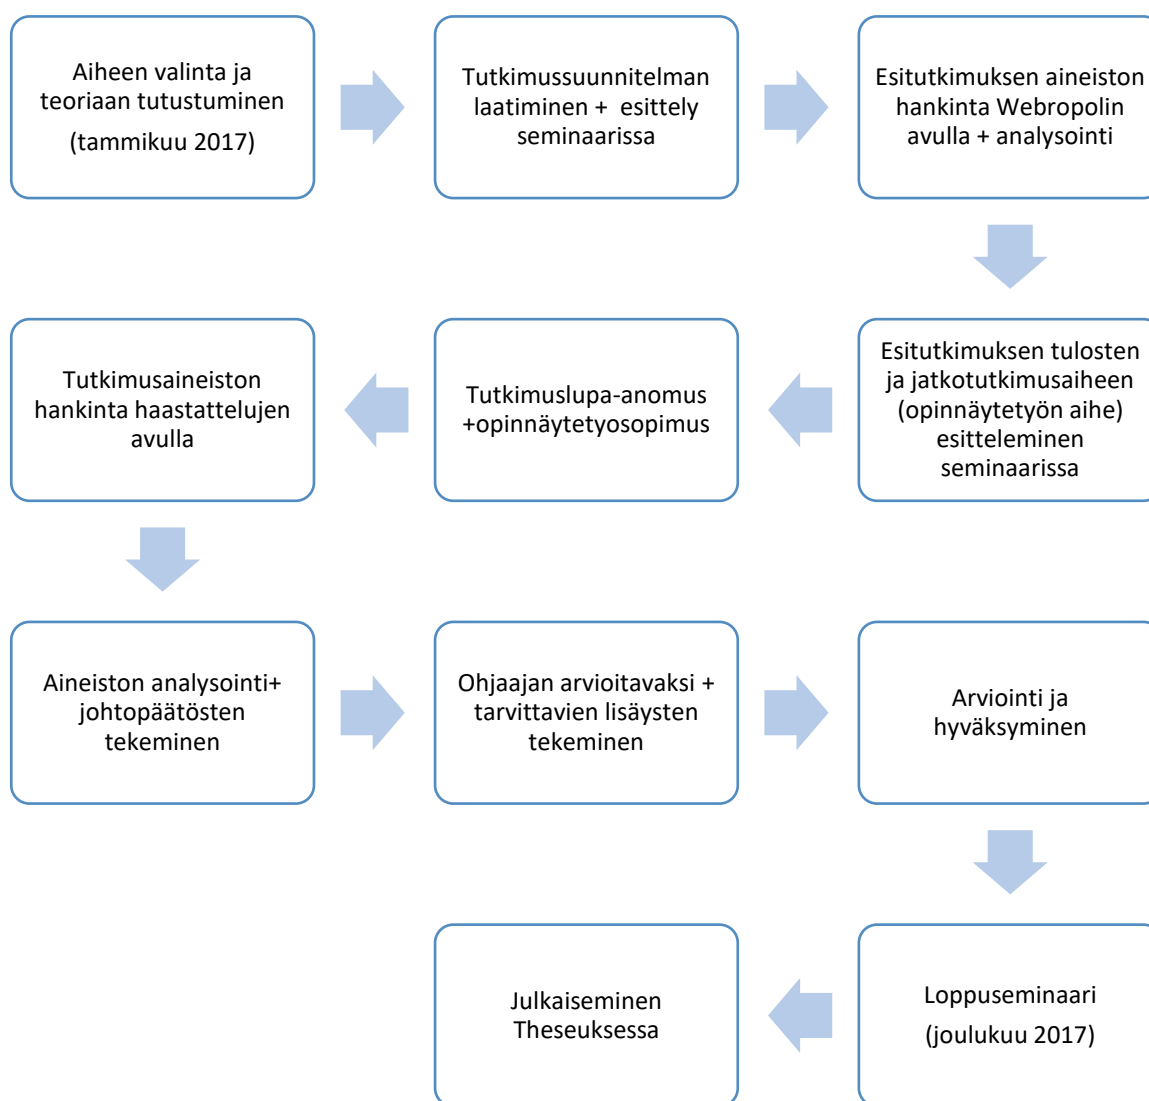 Aiheen valinta ja
teoriaan tutustuminen
(tammikuu 2017)
Tutkimussuunnitelman
laatiminen + esittely
seminaarissa
Esitutkimuksen aineiston
hankinta Webropolin
avulla + analysointi
Esitutkimuksen tulosten
ja jatkotutkimusaiheen
(opinnäytetyön aihe)
esitteleminen
seminaarissa
Tutkimuslupa-anomus
+opinnäytetyosopimus
Tutkimusaineiston
hankinta haastattelujen
avulla
Aineiston analysointi+
johtopäätösten
tekeminen
Ohjaajan arvioitavaksi +
tarvittavien lisäysten
tekeminen
Arviointi ja
hyväksyminen
Loppuseminaari
(joulukuu 2017)
Julkaiseminen
Theseuksessa